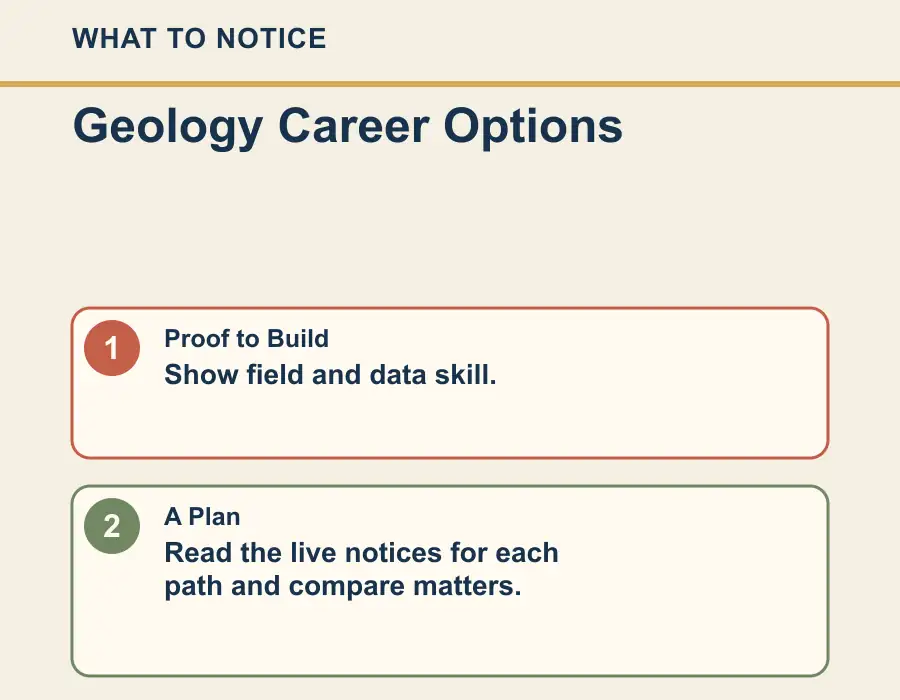 WHAT TO NOTICE
Geology Career Options
1
Proof to Build
Show field and data skill.
2
A Plan
Read the live notices for each
path and compare matters.